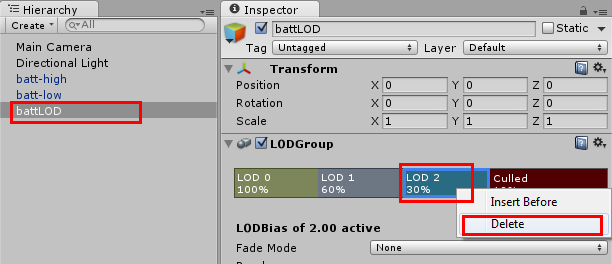 Hierarchy
Create
All
Main Camera
Directional Light
batt-high
batt-low
battLOD
Inspector
battLOD
Static
Tag Untagged Layer Default
Transform
Position X 0 Y 0 Z 0
Rotation X 0 Y 0 Z 0
Scale X 1 Y 1 Z 1
LODGroup
LOD 0 LOD 1 LOD 2 Culled
100% 60% 30%
Insert Before
Delete
LODBias of 2.00 active
Fade Mode None